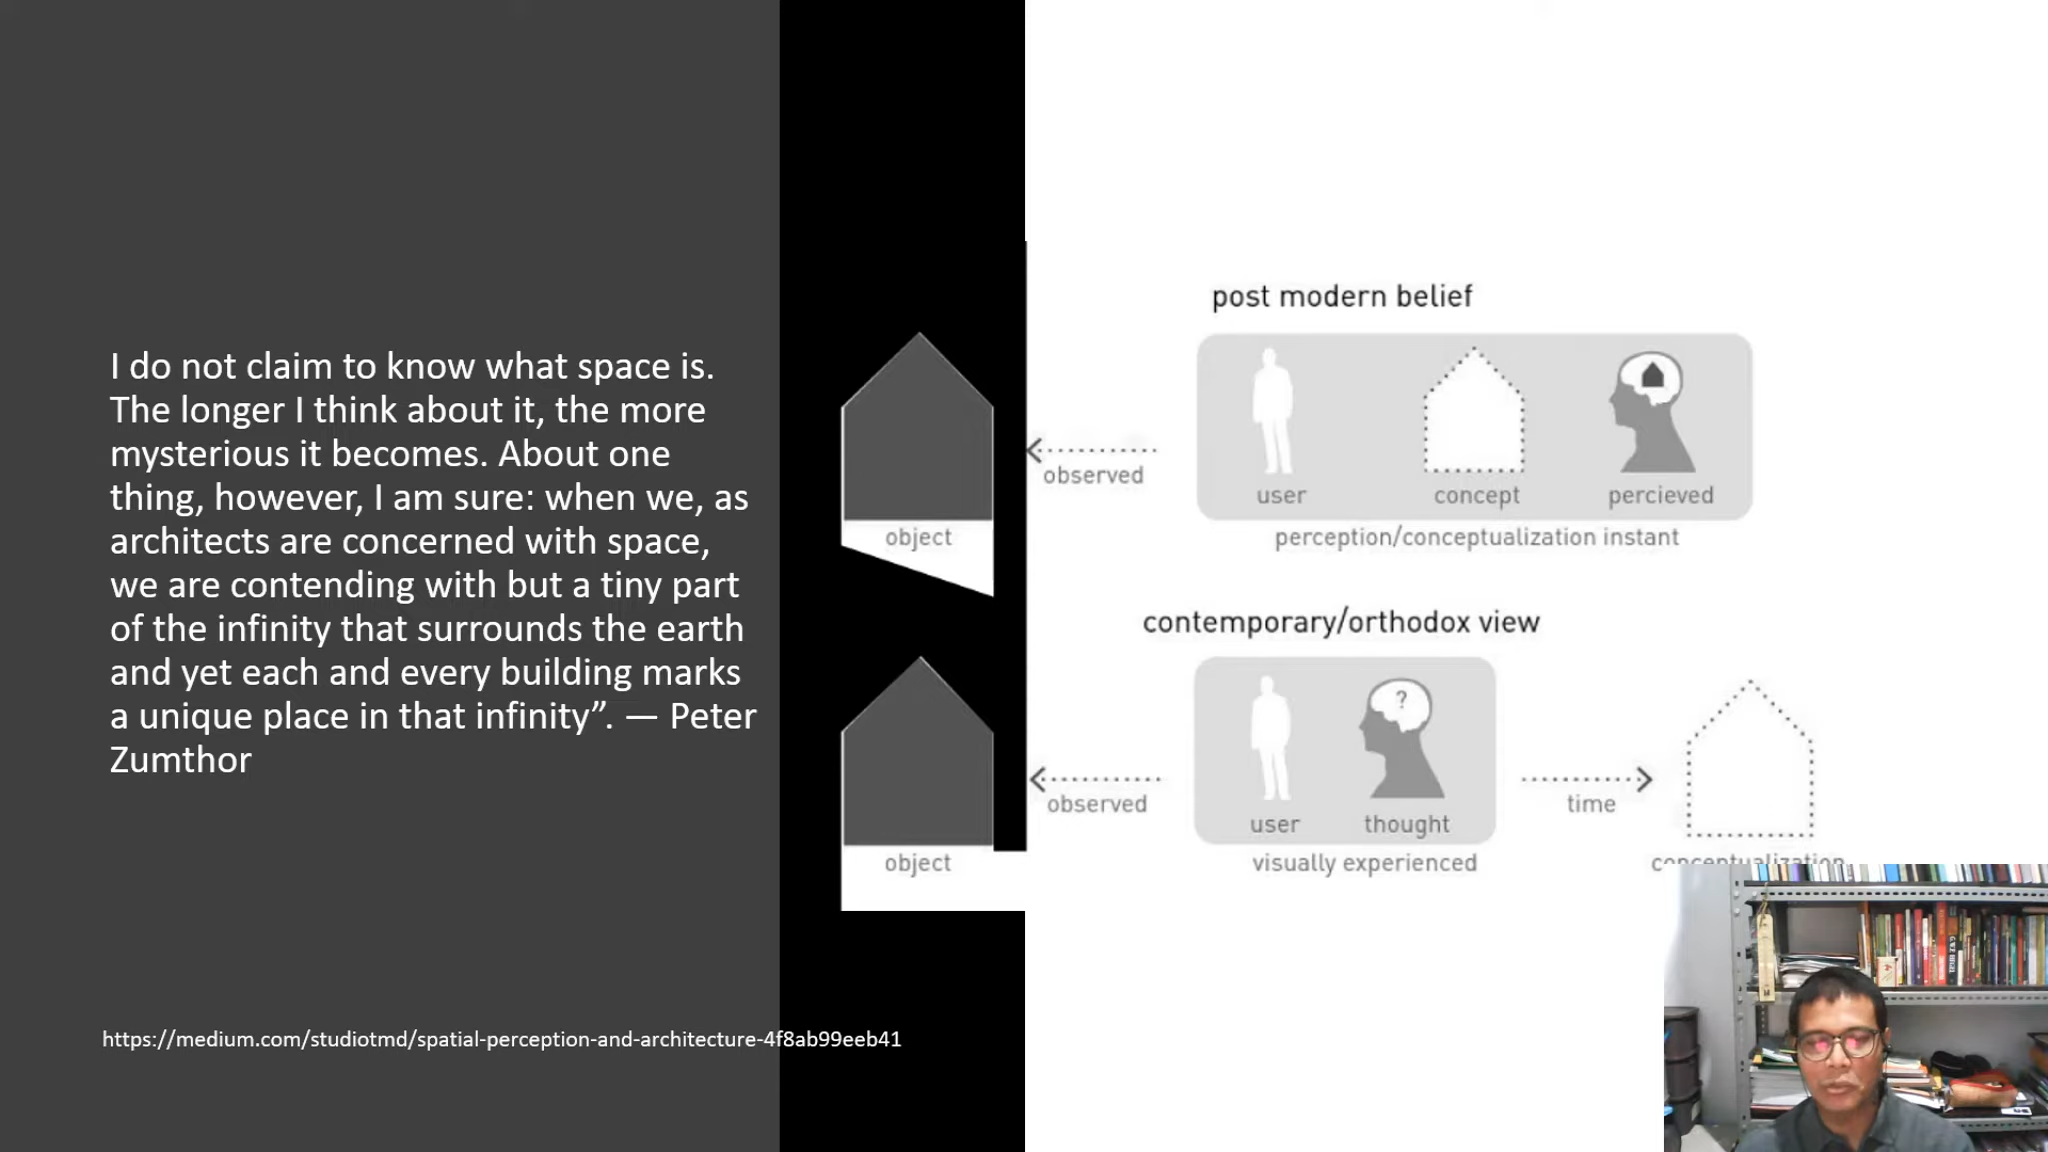 I do not claim to know what space is.
The longer I think about it, the more
mysterious it becomes. About one
thing, however, I am sure: when we, as
architects are concerned with space,
we are contending with but a tiny part
of the infinity that surrounds the earth
and yet each and every building marks
a unique place in that infinity”. — Peter
Zumthor
https://medium.com/studiotmd/spatial-perception-and-architecture-4f8ab99eeb41
post modern belief
object
observed
user
concept
percieved
perception/conceptualization instant
contemporary/orthodox view
object
observed
?
user
thought
visually experienced
time
conceptualization